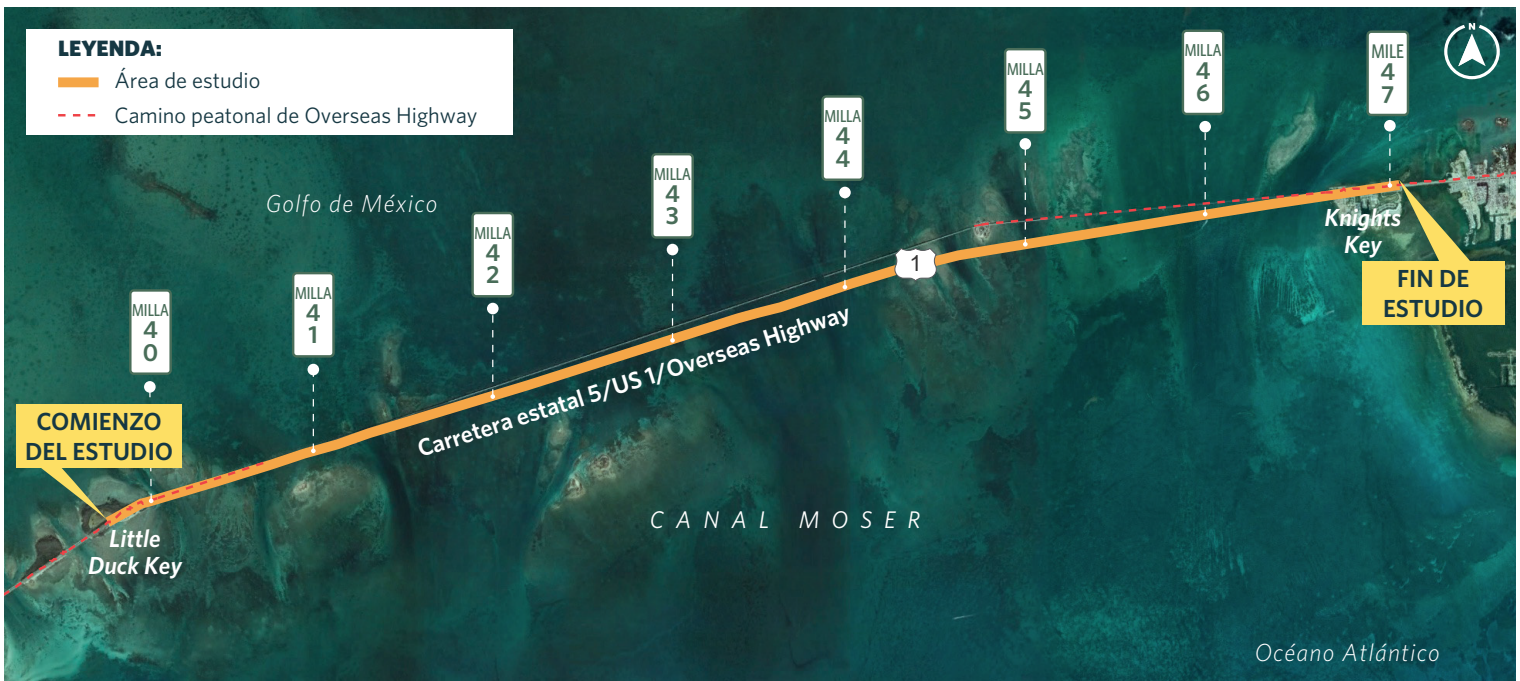 LEYENDA:
Área de estudio
Camino peatonal de Overseas Highway
N
Golfo de México
MILLA
4
0
MILLA
4
1
MILLA
4
2
MILLA
4
3
MILLA
4
4
MILLA
4
5
MILLA
4
6
MILE
4
7
1
Knights
Key
FIN DE
ESTUDIO
Carretera estatal 5/US 1/Overseas Highway
COMIENZO
DEL ESTUDIO
Little
Duck Key
CANAL MOSER
Océano Atlántico